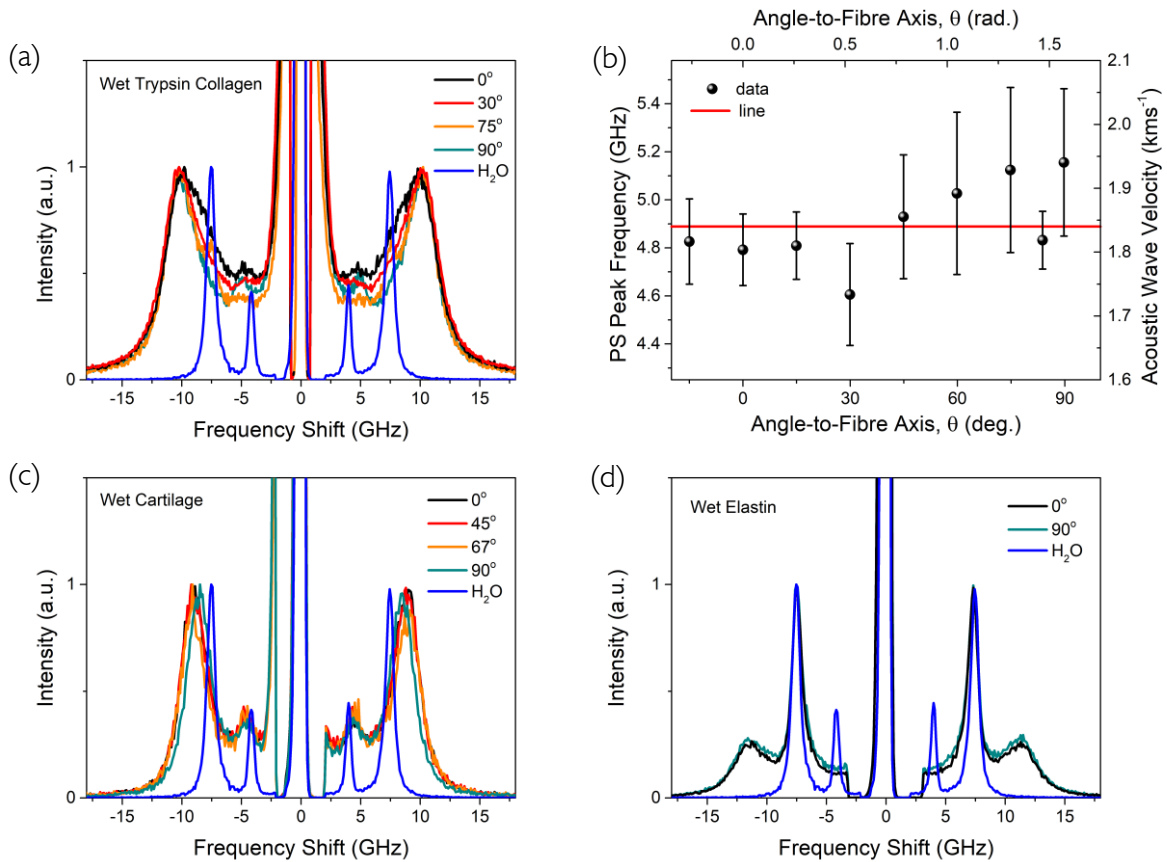 (a)
Wet Trypsin Collagen
0°
30°
75°
90°
H₂O
1
0
-15 -10 -5 0 5 10 15
Intensity (a.u.)
Frequency Shift (GHz)
(b)
Angle-to-Fibre Axis, θ (rad.)
0.0 0.5 1.0 1.5
data
line
5.4
5.2
5.0
4.8
4.6
4.4
PS Peak Frequency (GHz)
2.1
2.0
1.9
1.8
1.7
1.6
Acoustic Wave Velocity (kms⁻¹)
0 30 60 90
Angle-to-Fibre Axis, θ (deg.)
(c)
Wet Cartilage
0°
45°
67°
90°
H₂O
1
0
-15 -10 -5 0 5 10 15
Intensity (a.u.)
Frequency Shift (GHz)
(d)
Wet Elastin
0°
90°
H₂O
1
0
-15 -10 -5 0 5 10 15
Intensity (a.u.)
Frequency Shift (GHz)